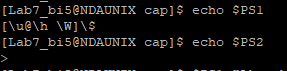 [Lab7_bi5@NDAUNIX cap]$ echo $PS1
[\u@\h \W]\$
[Lab7_bi5@NDAUNIX cap]$ echo $PS2
>